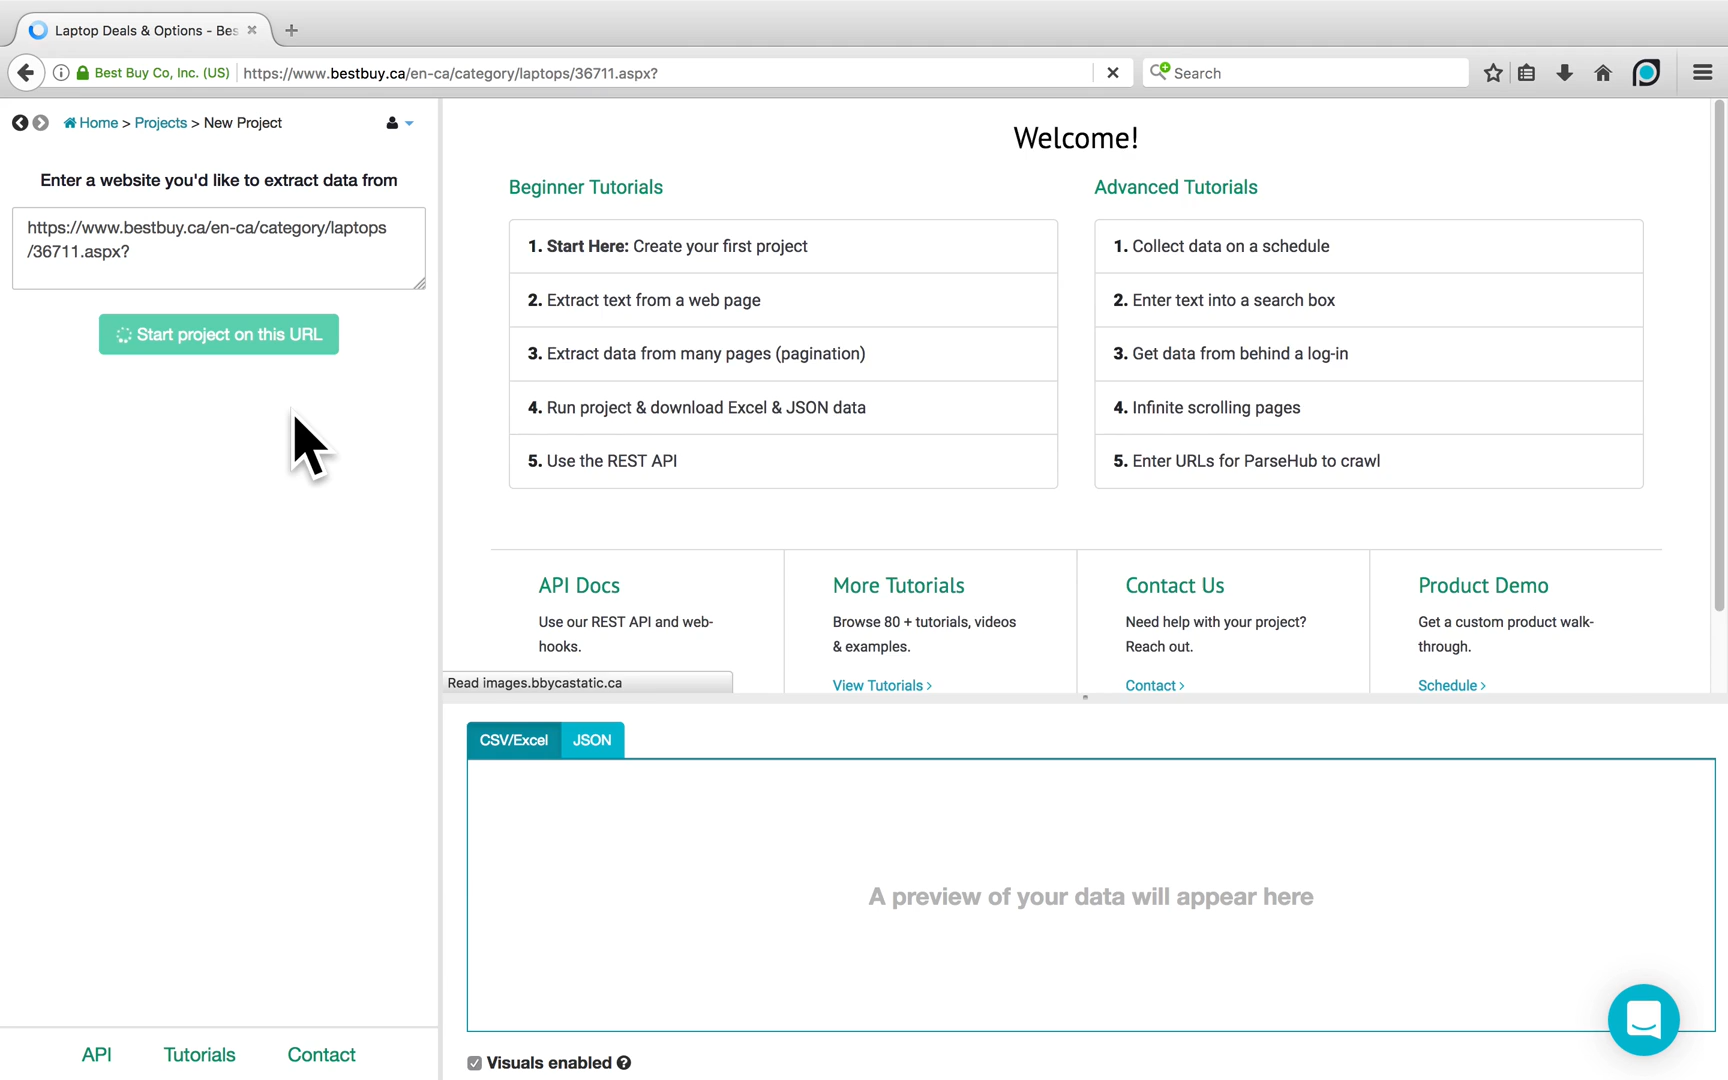 Laptop Deals & Options - Bes
Best Buy Co, Inc. (US)
https://www.bestbuy.ca/en-ca/category/laptops/36711.aspx?
Search
Home > Projects > New Project
Enter a website you'd like to extract data from
https://www.bestbuy.ca/en-ca/category/laptops
/36711.aspx?
Start project on this URL
API
Tutorials
Contact
Welcome!
Beginner Tutorials
1. Start Here: Create your first project
2. Extract text from a web page
3. Extract data from many pages (pagination)
4. Run project & download Excel & JSON data
5. Use the REST API
Advanced Tutorials
1. Collect data on a schedule
2. Enter text into a search box
3. Get data from behind a log-in
4. Infinite scrolling pages
5. Enter URLs for ParseHub to crawl
API Docs
Use our REST API and web-
hooks.
More Tutorials
Browse 80 + tutorials, videos
& examples.
View Tutorials >
Contact Us
Need help with your project?
Reach out.
Contact >
Product Demo
Get a custom product walk-
through.
Schedule >
Read images.bbycastatic.ca
CSV/Excel
JSON
A preview of your data will appear here
Visuals enabled ?